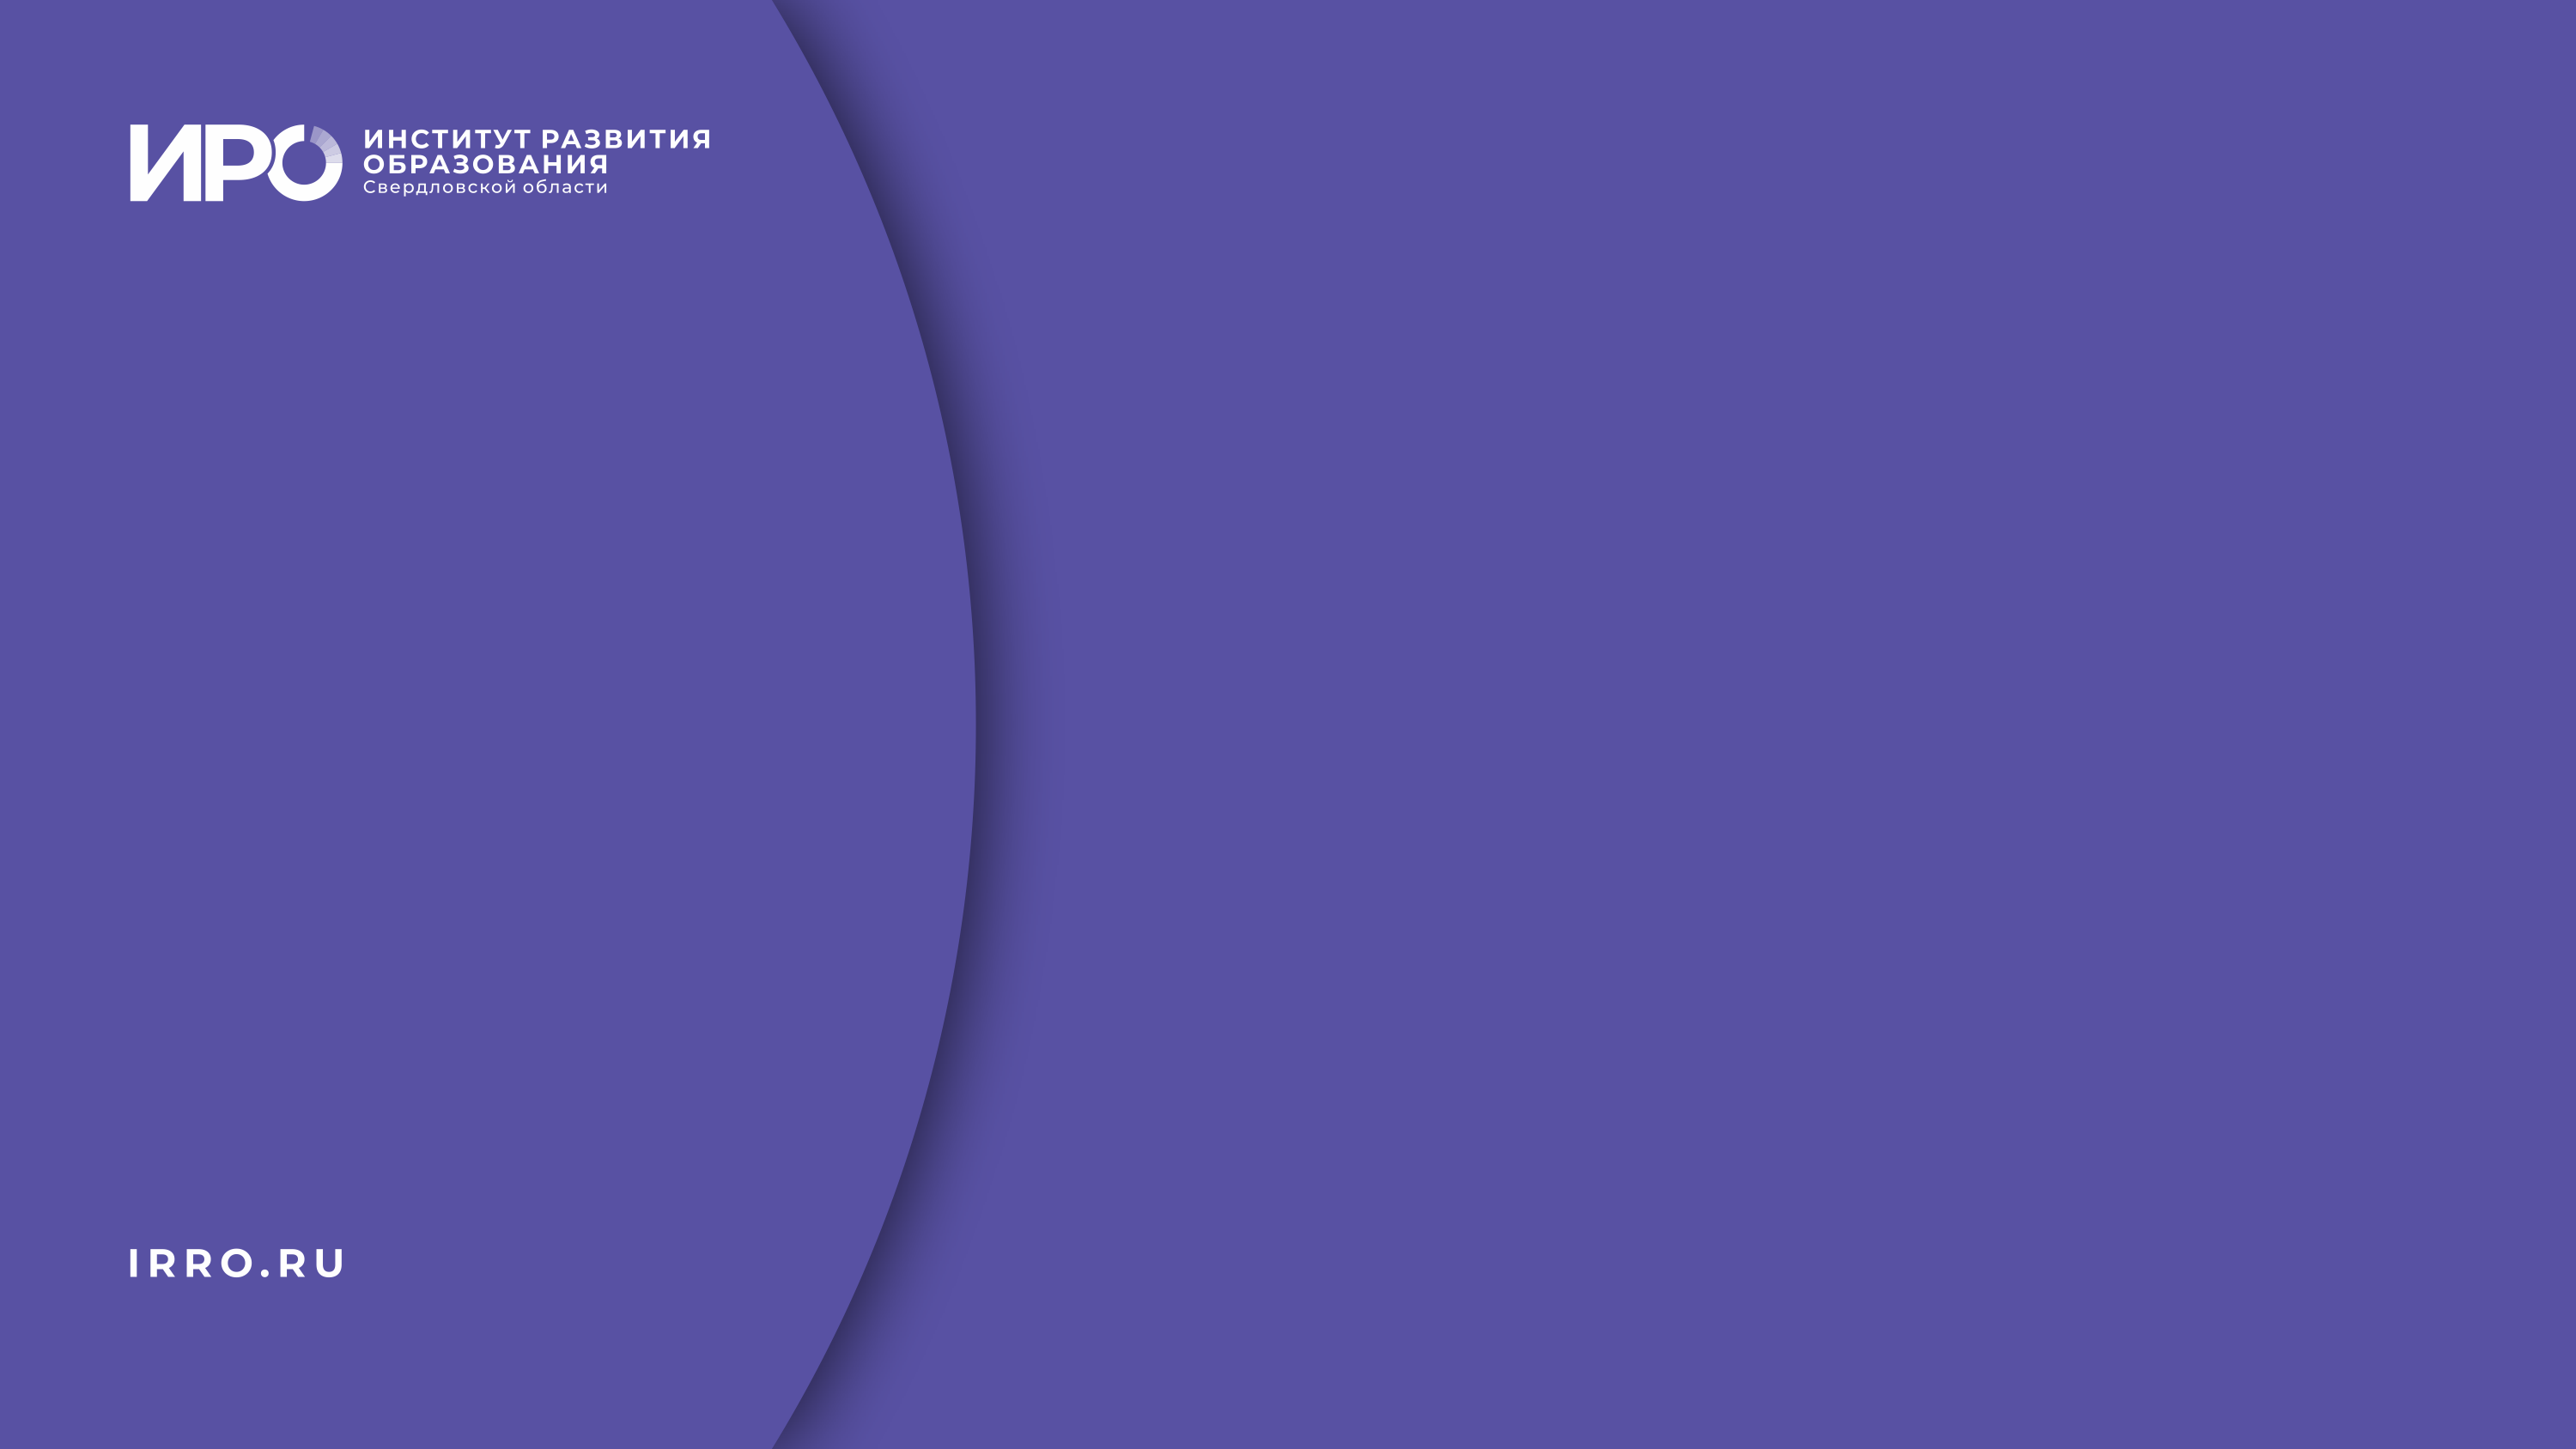 ИРО
ИНСТИТУТ РАЗВИТИЯ
ОБРАЗОВАНИЯ
Свердловской области
IRRO.RU